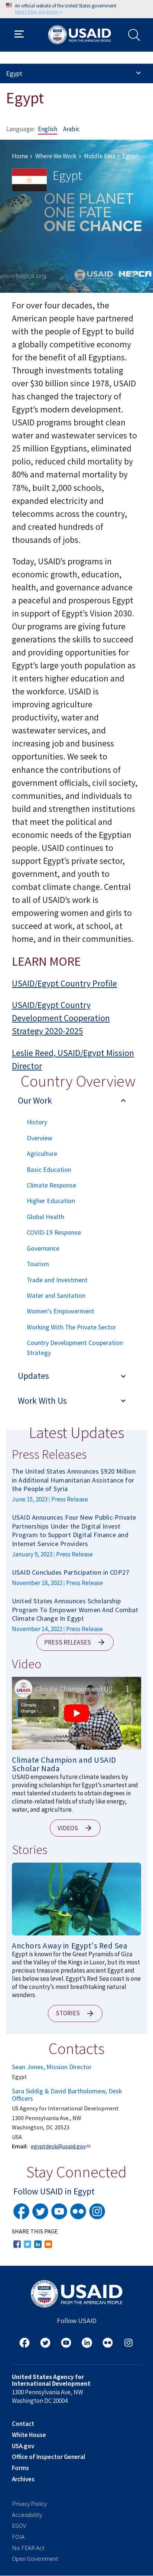 An official website of the United States government
Here's how you know
USAID
FROM THE AMERICAN PEOPLE
Egypt
Egypt
Language: English Arabic
Home › Where We Work › Middle East › Egypt
Egypt
ONE PLANET
ONE FATE
ONE CHANCE
www.hepca.org
USAID
HEPCA
For over four decades, the
American people have partnered
with the people of Egypt to build
a globally competitive economy
for the benefit of all Egyptians.
Through investments totaling
over $30 billion since 1978, USAID
has changed the trajectory of
the nation's development. USAID
programs brought clean
water and wastewater services to
25 million Egyptians, eliminated
polio, reduced child mortality by
80% and maternal mortality by
78%, built 2,000 schools,
expanded electricity and
telecoms across the country,
and created hundreds of
thousands of jobs.
Today, USAID's programs in
economic growth, education,
health, and governance advance
a peaceful and prosperous Egypt
in support of Egypt's Vision 2030.
Our programs are giving future
generations the skills to succeed
by improving basic education for
youth and providing vocational
and workforce skills for
Egypt's large youth population as
it enters higher education and
the workforce. USAID is
improving agriculture
productivity, water and
wastewater services, and
increasing jobs and business
opportunities. We seek to
enhance the contributions of
government officials, civil society,
communities, and individuals to
build and strengthen institutions
that matter to the political and
economic needs of the Egyptian
people. USAID continues to
support Egypt's private sector,
women, and youth, and to
combat climate change. Central
to all of USAID's work is
empowering women and girls to
succeed at work, at school, at
home, and in their communities.
LEARN MORE
USAID/Egypt Country Profile
USAID/Egypt Country
Development Cooperation
Strategy 2020-2025
Leslie Reed, USAID/Egypt Mission
Director
Country Overview
Our Work
History
Overview
Agriculture
Basic Education
Climate Response
Higher Education
Global Health
COVID-19 Response
Governance
Tourism
Trade and Investment
Water and Sanitation
Women's Empowerment
Working With The Private Sector
Country Development Cooperation
Strategy
Updates
Work With Us
Latest Updates
Press Releases
The United States Announces $920 Million
in Additional Humanitarian Assistance for
the People of Syria
June 15, 2023 | Press Release
USAID Announces Four New Public-Private
Partnerships Under the Digital Invest
Program to Support Digital Finance and
Internet Service Providers
January 9, 2023 | Press Release
USAID Concludes Participation in COP27
November 18, 2022 | Press Release
United States Announces Scholarship
Program To Empower Women And Combat
Climate Change In Egypt
November 14, 2022 | Press Release
PRESS RELEASES
Video
Climate Champion and USAID
Scholar Nada
USAID empowers future climate leaders by
providing scholarships for Egypt's smartest and
most talented students to obtain degrees in
climate-related fields of study like energy,
water, and agriculture.
VIDEOS
Stories
Anchors Away in Egypt's Red Sea
Egypt is known for the Great Pyramids of Giza
and the Valley of the Kings in Luxor, but its most
prized possession might just be the one that lies
below sea level. Egypt's Red Sea Coast is one of
the country's most beautiful and breathtaking
natural wonders.
STORIES
Contacts
Sean Jones, Mission Director
Egypt
Sara Siddig & David Bartholomew, Desk
Officers
US Agency for International Development
1300 Pennsylvania Ave., NW
Washington, DC 20523
USA
Email: egyptdesk@usaid.gov
Stay Connected
Follow USAID in Egypt
SHARE THIS PAGE
USAID
FROM THE AMERICAN PEOPLE
Follow USAID
United States Agency for
International Development
1300 Pennsylvania Ave, NW
Washington DC 20004
Contact
White House
USA.gov
Office of Inspector General
Forms
Archives
Privacy Policy
Accessibility
EGOV
FOIA
No FEAR Act
Open Government